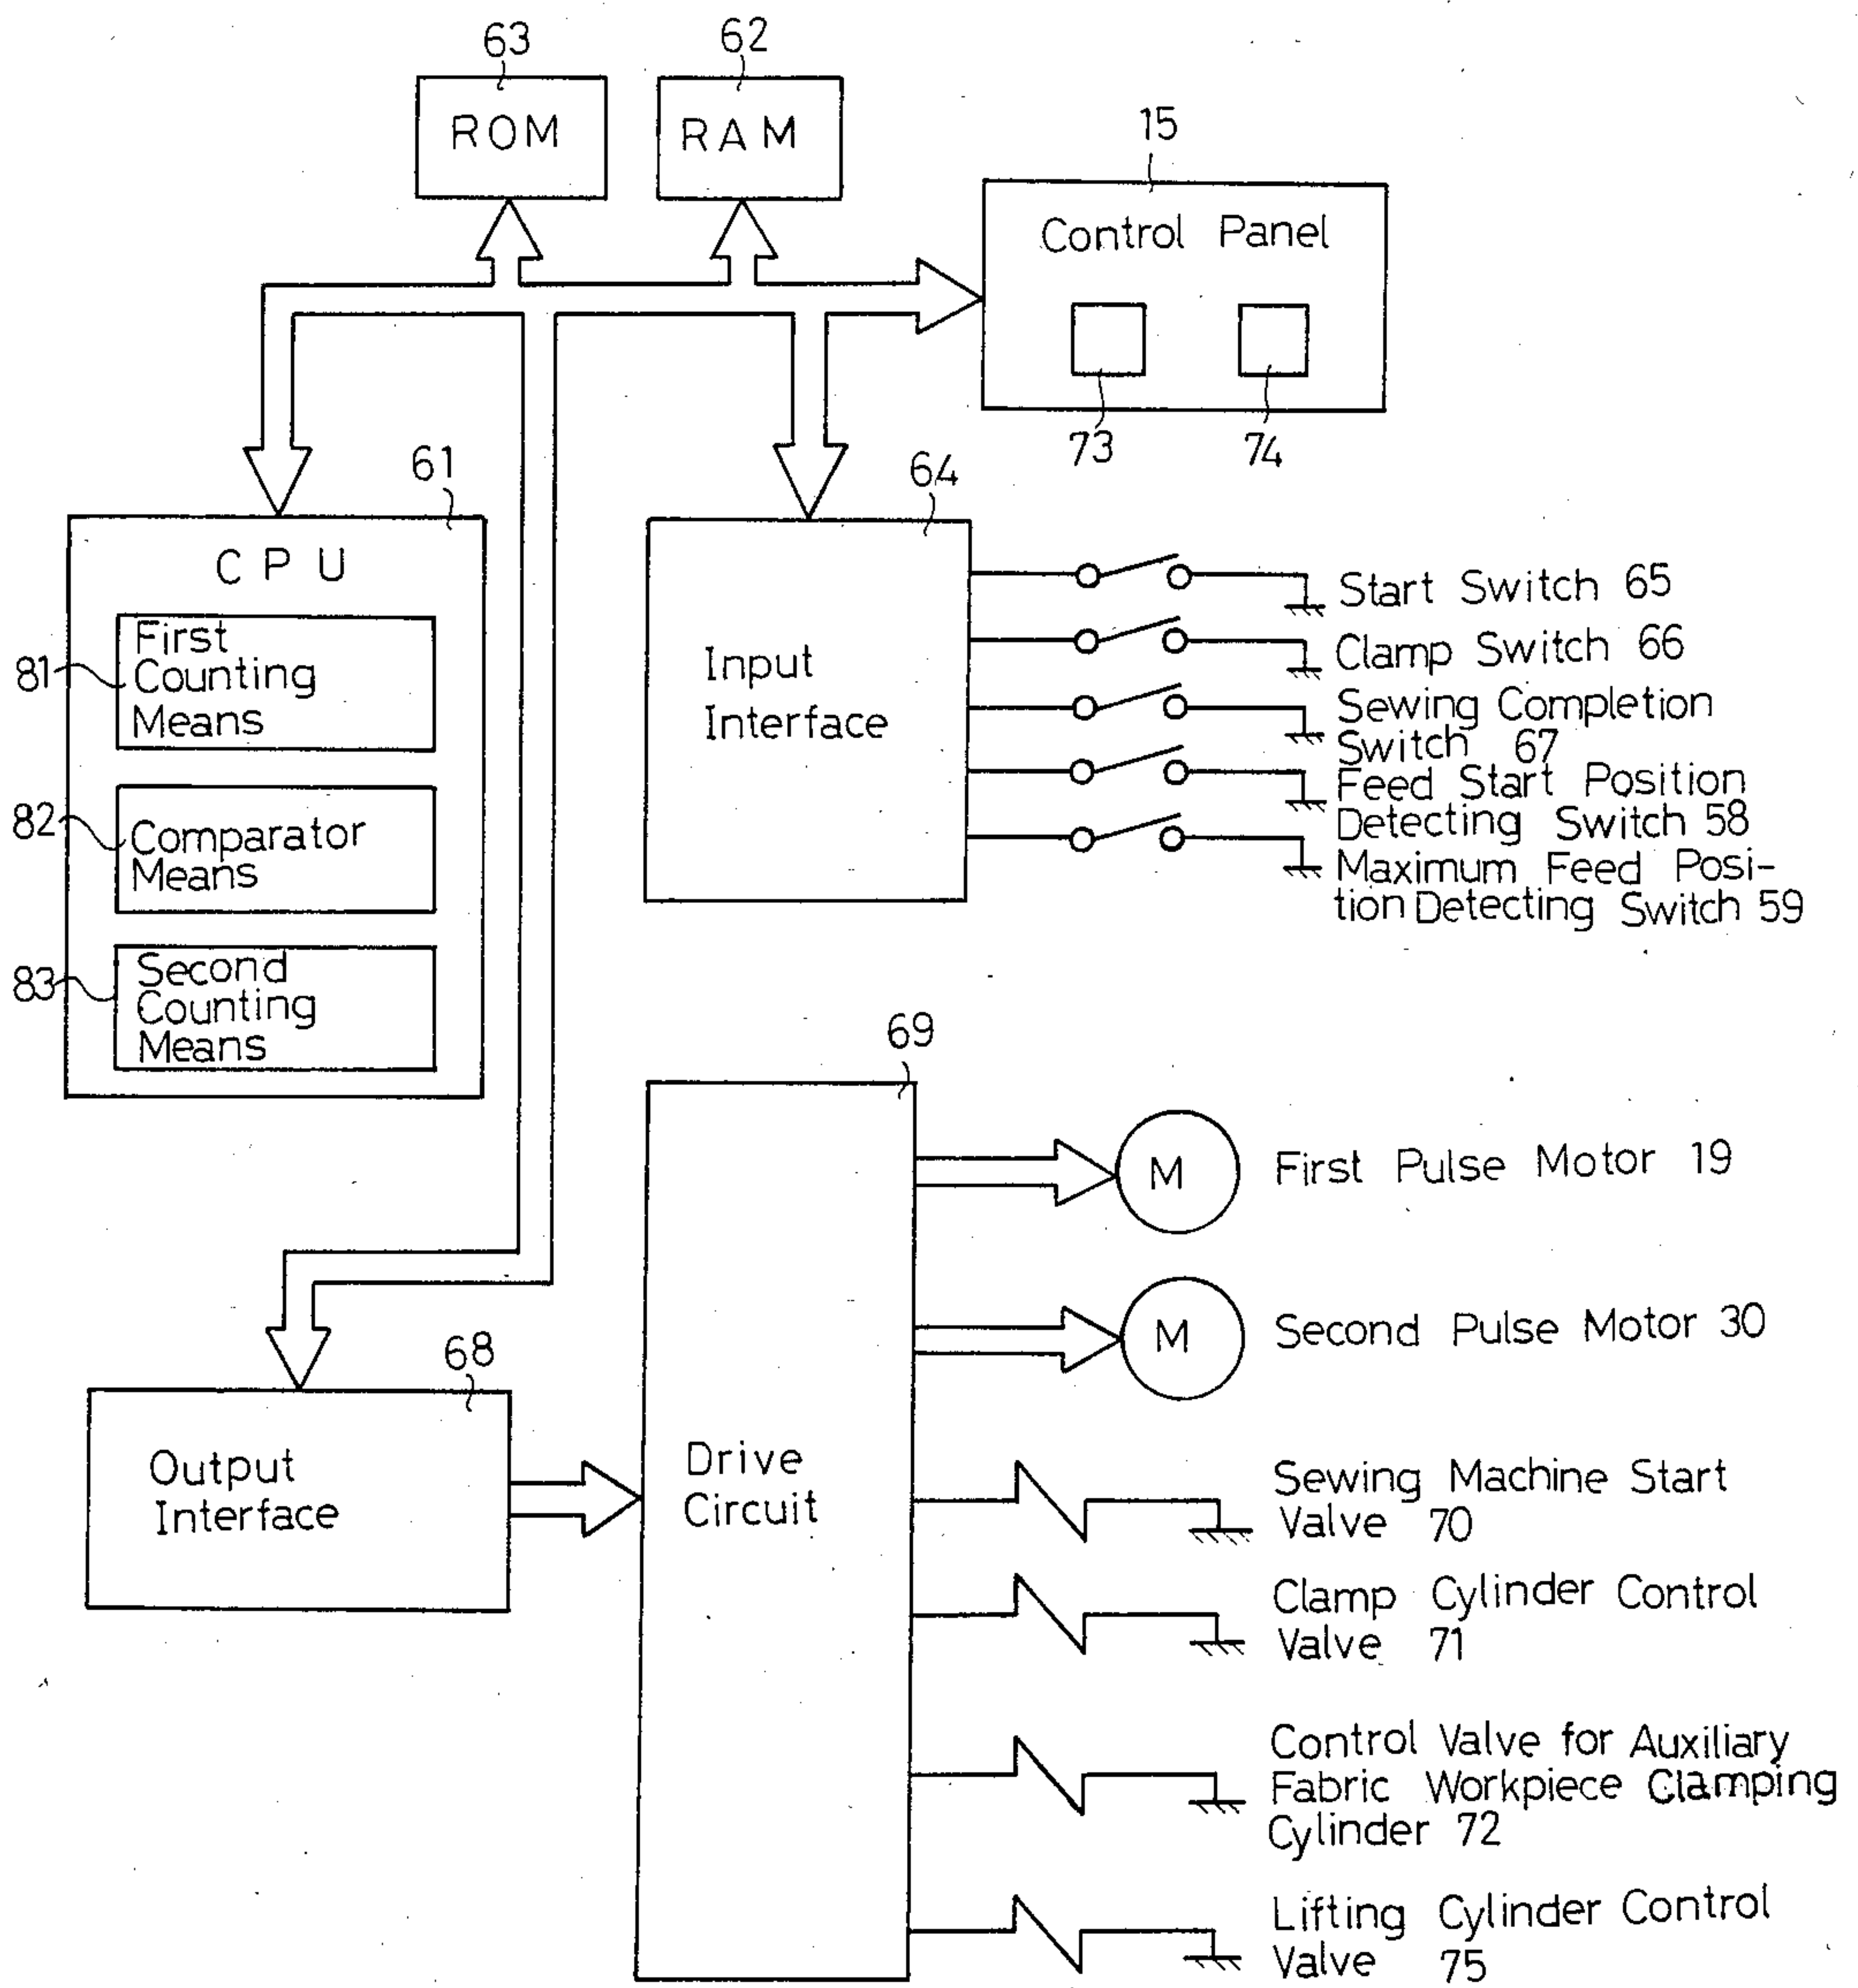 63
62
ROM
RAM
15
Control Panel
73
74
61
CPU
81
First
Counting
Means
82
Comparator
Means
83
Second
Counting
Means
64
Input
Interface
Start Switch 65
Clamp Switch 66
Sewing Completion
Switch 67
Feed Start Position
Detecting Switch 58
Maximum Feed Posi-
tion Detecting Switch 59
69
First Pulse Motor 19
M
Second Pulse Motor 30
M
68
Output
Interface
Drive
Circuit
Sewing Machine Start
Valve 70
Clamp Cylinder Control
Valve 71
Control Valve for Auxiliary
Fabric Workpiece Clamping
Cylinder 72
Lifting Cylinder Control
Valve 75